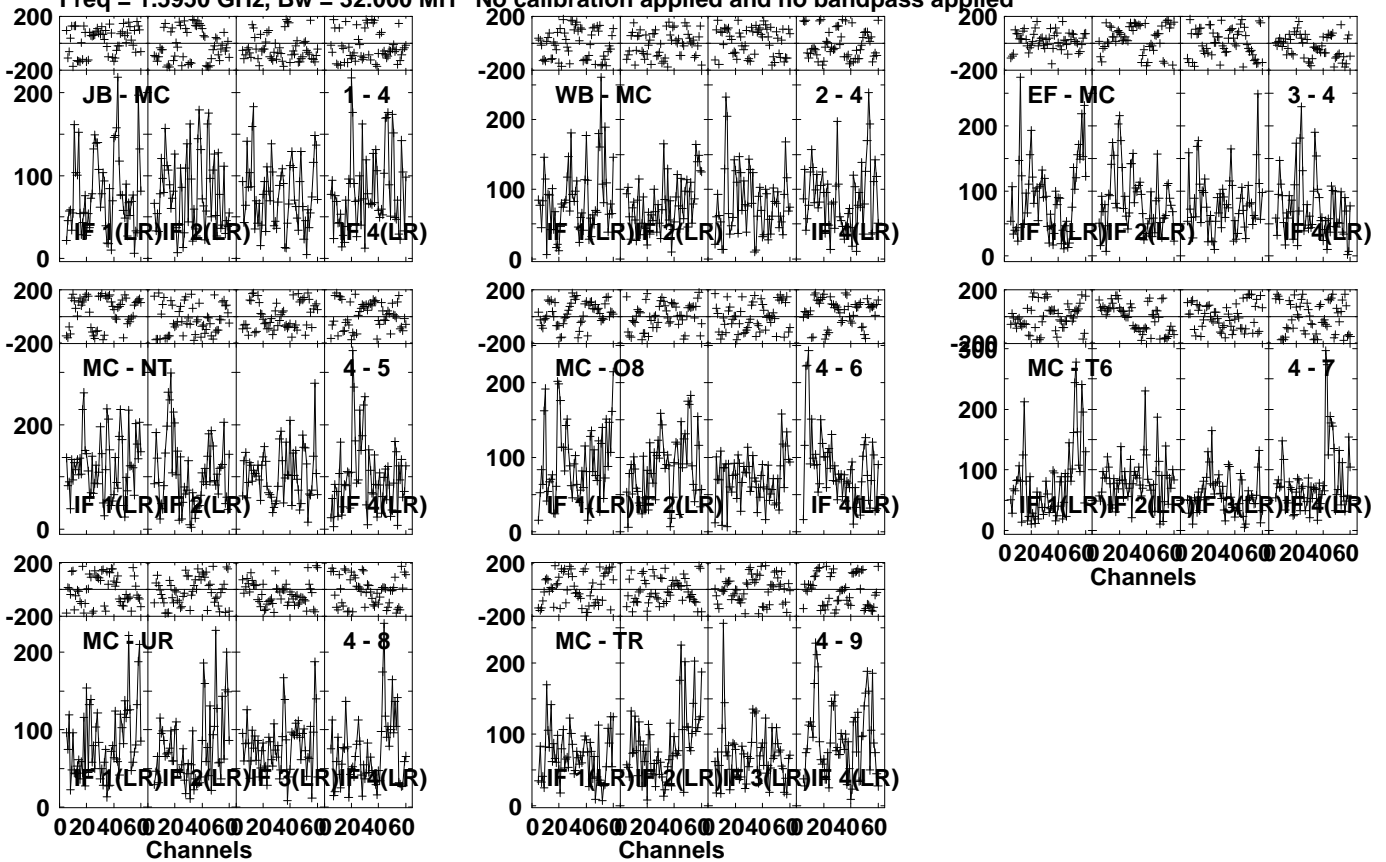 Freq = 1.5950 GHz, Bw = 32.000 MH No calibration applied and no bandpass applied
200
-200
200
100
0
JB - MC
1 - 4
IF 1(LR)
IF 2(LR)
IF 4(LR)
200
-200
200
100
0
WB - MC
2 - 4
IF 1(LR)
IF 2(LR)
IF 4(LR)
200
-200
200
100
0
EF - MC
3 - 4
IF 1(LR)
IF 2(LR)
IF 4(LR)
200
-200
200
0
MC - NT
4 - 5
IF 1(LR)
IF 2(LR)
IF 4(LR)
200
-200
200
100
0
MC - O8
4 - 6
IF 1(LR)
IF 2(LR)
IF 4(LR)
200
-200
300
200
100
0
MC - T6
4 - 7
IF 1(LR)
IF 2(LR)
IF 3(LR)
IF 4(LR)
0 20 40 60 0 20 40 60 0 20 40 60 0 20 40 60
Channels
200
-200
200
100
0
MC - UR
4 - 8
IF 1(LR)
IF 2(LR)
IF 3(LR)
IF 4(LR)
0 20 40 60 0 20 40 60 0 20 40 60 0 20 40 60
Channels
200
-200
200
100
0
MC - TR
4 - 9
IF 1(LR)
IF 2(LR)
IF 3(LR)
IF 4(LR)
0 20 40 60 0 20 40 60 0 20 40 60 0 20 40 60
Channels